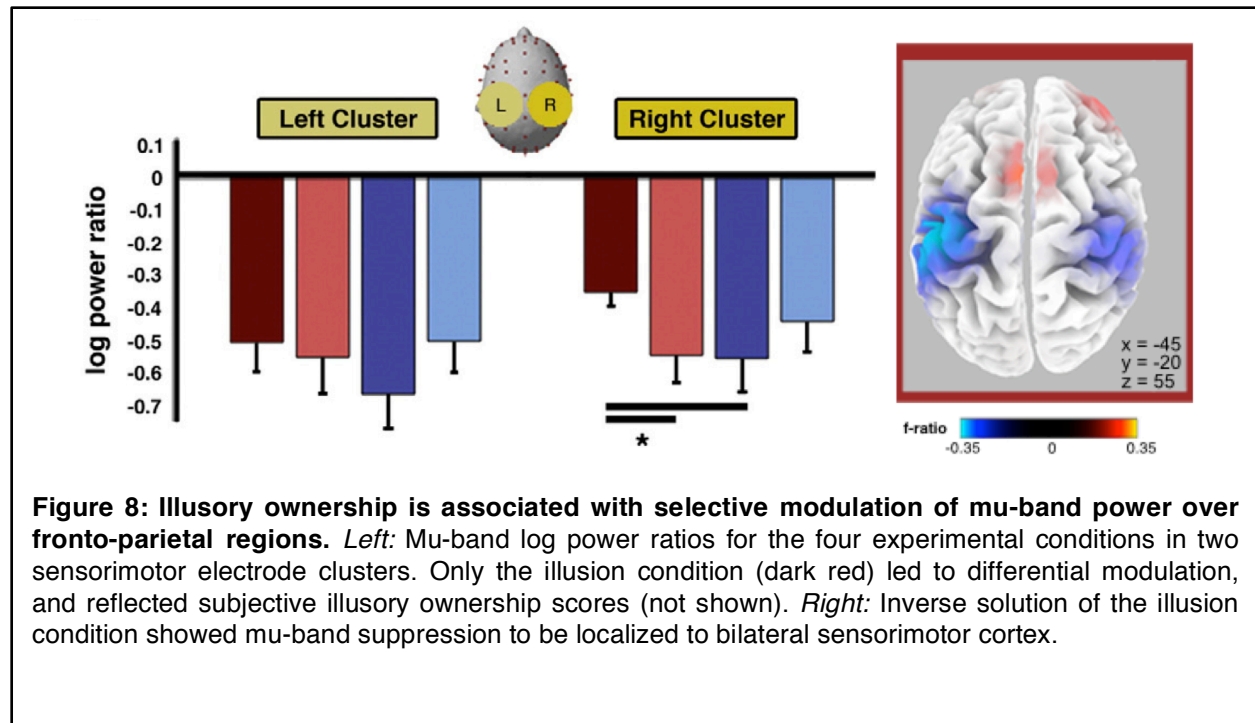 L
R
Left Cluster
Right Cluster
0.1
0
-0.1
-0.2
-0.3
-0.4
-0.5
-0.6
-0.7
log power ratio
*
x = -45
y = -20
z = 55
f-ratio
-0.35
0
0.35
Figure 8: Illusory ownership is associated with selective modulation of mu-band power over
fronto-parietal regions. Left: Mu-band log power ratios for the four experimental conditions in two
sensorimotor electrode clusters. Only the illusion condition (dark red) led to differential modulation,
and reflected subjective illusory ownership scores (not shown). Right: Inverse solution of the illusion
condition showed mu-band suppression to be localized to bilateral sensorimotor cortex.